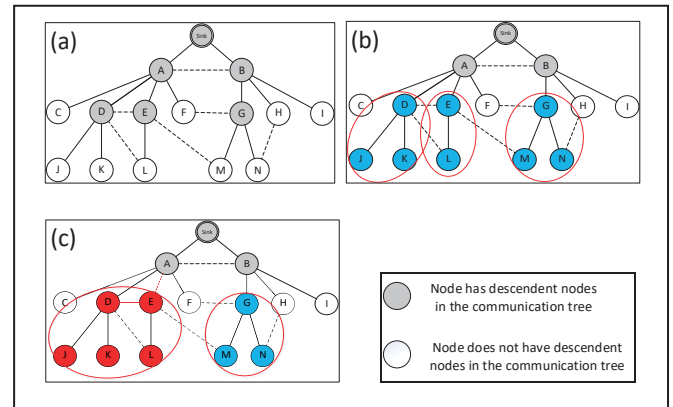 (a)
Sink
A B
C D E F G H I
J K L M N
(b)
Sink
A B
C D E F G H I
J K L M N
(c)
Sink
A B
C D E F G H I
J K L M N
Node has descendent nodes
in the communication tree
Node does not have descendent
nodes in the communication tree